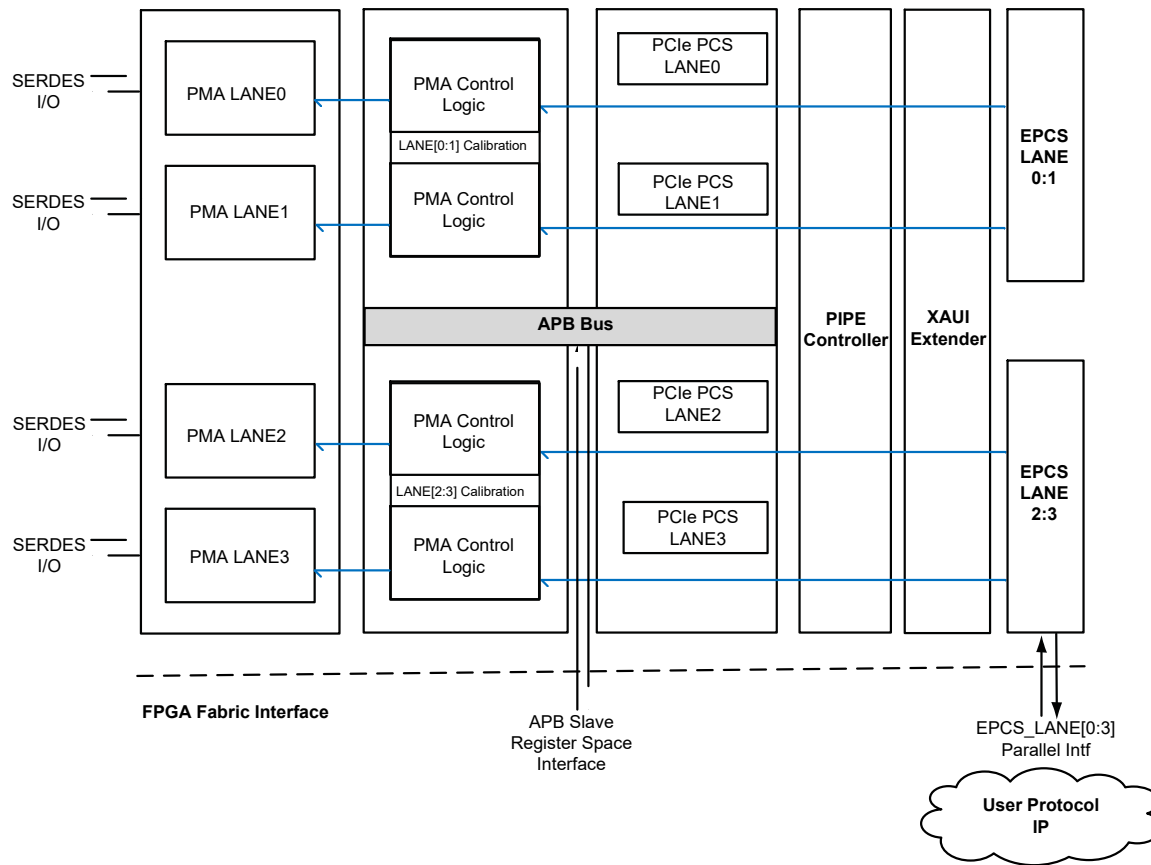 SERDES
I/O
PMA LANE0
PMA Control
Logic
PCIe PCS
LANE0
LANE[0:1] Calibration
EPCS
LANE
0:1
SERDES
I/O
PMA LANE1
PMA Control
Logic
PCIe PCS
LANE1
APB Bus
PIPE
Controller
XAUI
Extender
SERDES
I/O
PMA LANE2
PMA Control
Logic
PCIe PCS
LANE2
LANE[2:3] Calibration
EPCS
LANE
2:3
SERDES
I/O
PMA LANE3
PMA Control
Logic
PCIe PCS
LANE3
FPGA Fabric Interface
APB Slave
Register Space
Interface
EPCS_LANE[0:3]
Parallel Intf
User Protocol
IP